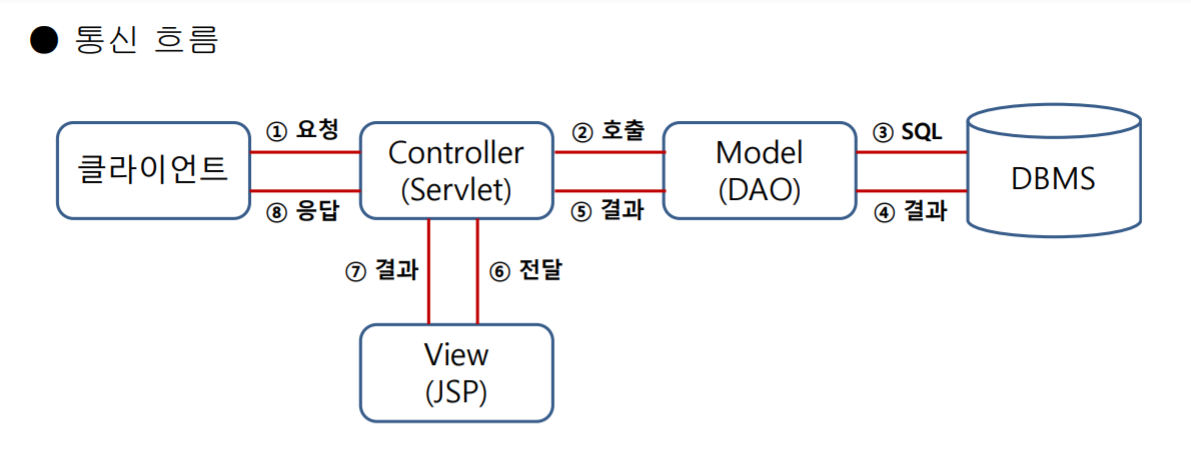 ● 통신 흐름
① 요청
② 호출
③ SQL
클라이언트
Controller
(Servlet)
Model
(DAO)
DBMS
⑧ 응답
⑤ 결과
④ 결과
⑦ 결과
⑥ 전달
View
(JSP)